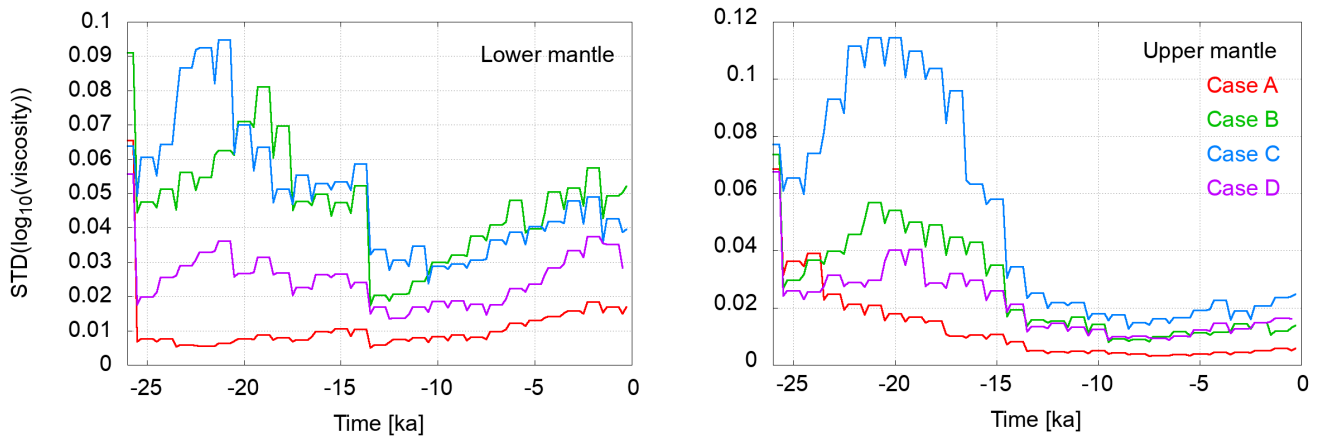 STD(log10(viscosity))
0.1
0.09
0.08
0.07
0.06
0.05
0.04
0.03
0.02
0.01
0
Lower mantle
-25 -20 -15 -10 -5 0
Time [ka]
0.12
0.1
0.08
0.06
0.04
0.02
0
Upper mantle
Case A
Case B
Case C
Case D
-25 -20 -15 -10 -5 0
Time [ka]